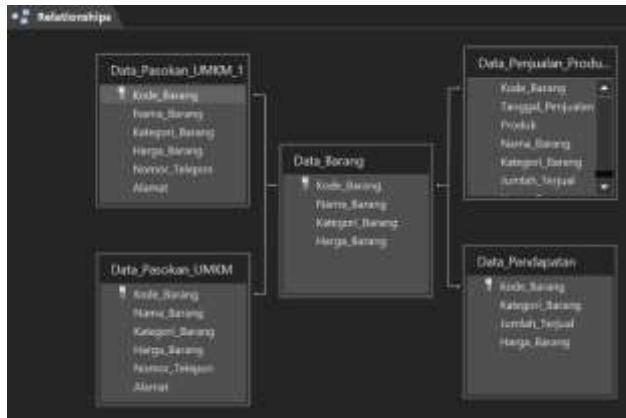 Relationships
Data_Pasokan_UMKM_1
Kode_Barang
Nama_Barang
Kategori_Barang
Harga_Barang
Nomor_Telepon
Alamat
Data_Pasokan_UMKM
Kode_Barang
Nama_Barang
Kategori_Barang
Harga_Barang
Nomor_Telepon
Alamat
Data_Barang
Kode_Barang
Nama_Barang
Kategori_Barang
Harga_Barang
Data_Penjualan_Produ...
Kode_Barang
Tanggal_Penjualan
Produk
Nama_Barang
Kategori_Barang
Jumlah_Terjual
Data_Pendapatan
Kode_Barang
Kategori_Barang
Jumlah_Terjual
Harga_Barang